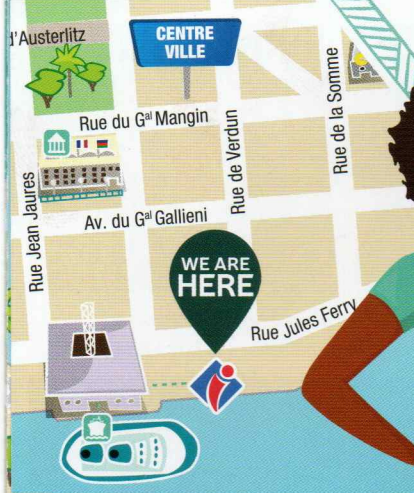 d'Austerlitz
CENTRE
VILLE
Rue du Gal Mangin
Rue de Verdun
Rue de la Somme
Rue Jean Jaures
Av. du Gal Gallieni
WE ARE
HERE
Rue Jules Ferry